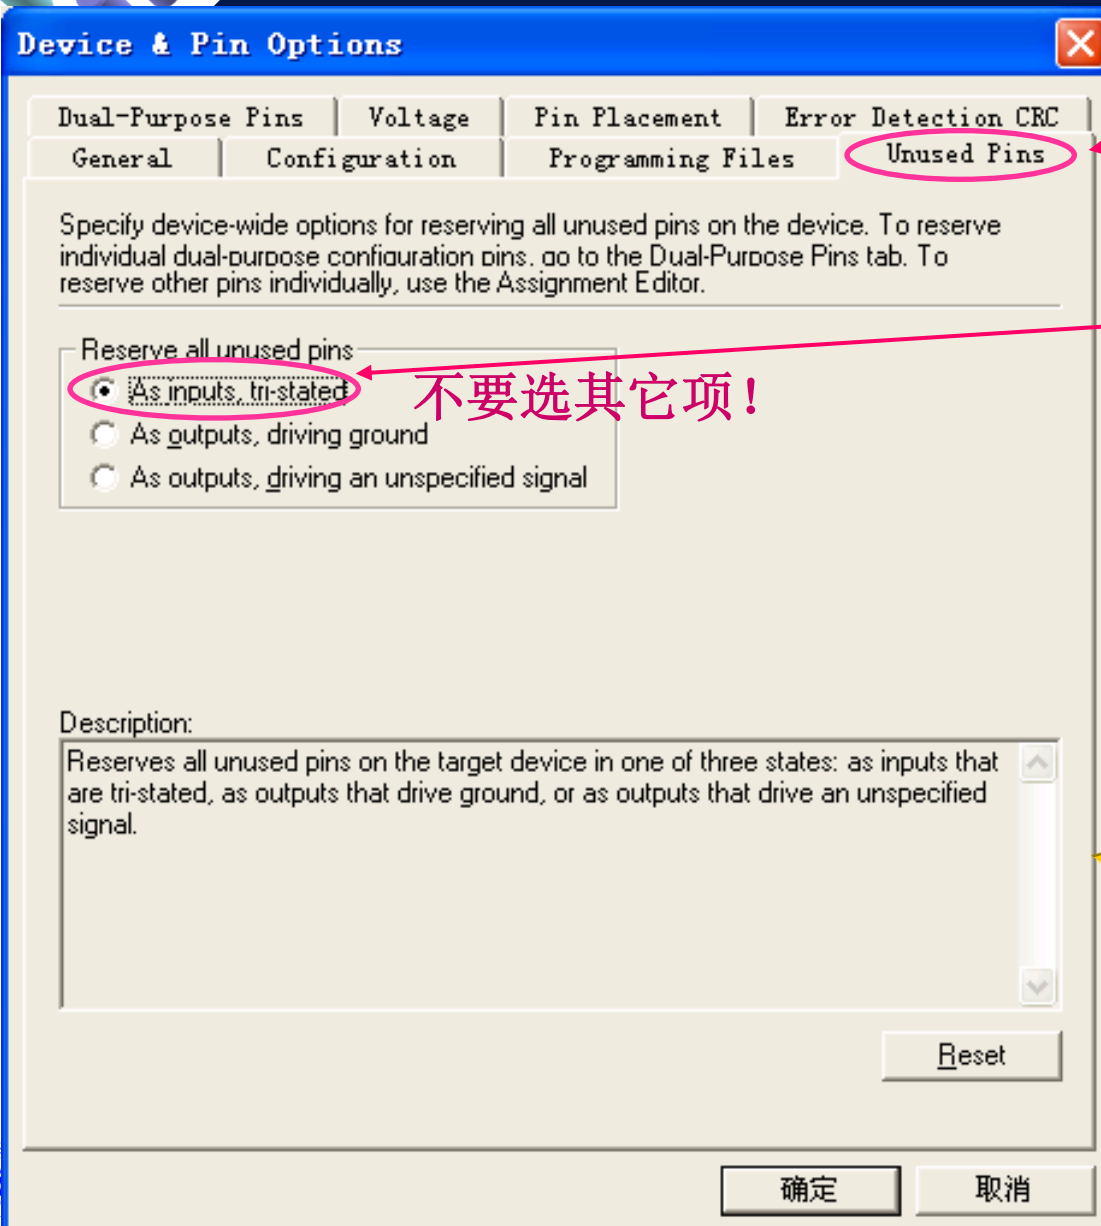 Device & Pin Options
Dual-Purpose Pins Voltage Pin Placement Error Detection CRC
General Configuration Programming Files Unused Pins
Specify device-wide options for reserving all unused pins on the device. To reserve
individual dual-purpose configuration pins, go to the Dual-Purpose Pins tab. To
reserve other pins individually, use the Assignment Editor.
Reserve all unused pins
As inputs, tri-stated
不要选其它项!
As outputs, driving ground
As outputs, driving an unspecified signal
Description:
Reserves all unused pins on the target device in one of three states: as inputs that
are tri-stated, as outputs that drive ground, or as outputs that drive an unspecified
signal.
Reset
确定 取消